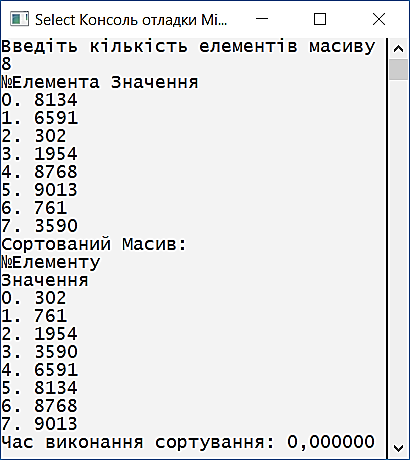 Select Консоль отладки Mi...
Введіть кількість елементів масиву
8
№Елемента Значення
0. 8134
1. 6591
2. 302
3. 1954
4. 8768
5. 9013
6. 761
7. 3590
Сортований Масив:
№Елементу
Значення
0. 302
1. 761
2. 1954
3. 3590
4. 6591
5. 8134
6. 8768
7. 9013
Час виконання сортування: 0,000000